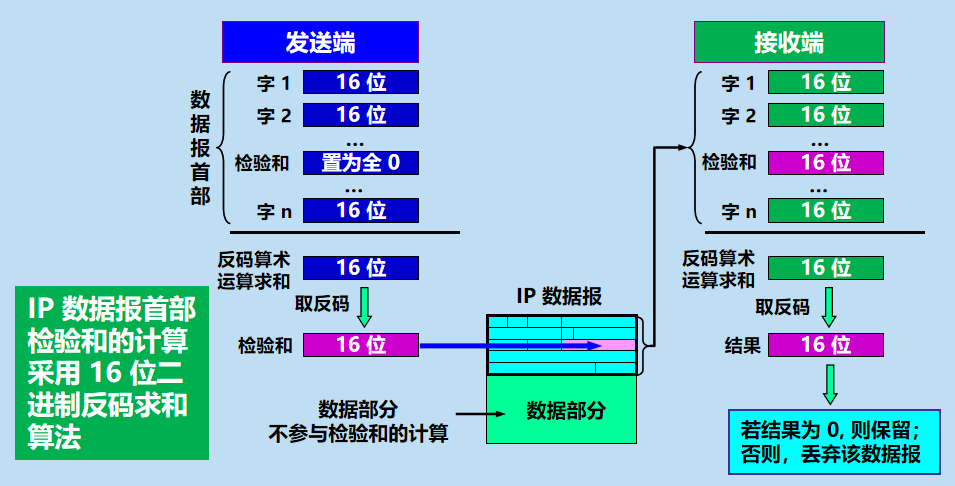 发送端
数据报首部
字 1
16 位
字 2
16 位
...
检验和
置为全 0
...
字 n
16 位
反码算术
运算求和
16 位
取反码
检验和
16 位
IP 数据报首部
检验和的计算
采用 16 位二
进制反码求和
算法
IP 数据报
数据部分
数据部分
不参与检验和的计算
接收端
字 1
16 位
字 2
16 位
...
检验和
16 位
...
字 n
16 位
反码算术
运算求和
16 位
取反码
结果
16 位
若结果为 0, 则保留；
否则，丢弃该数据报